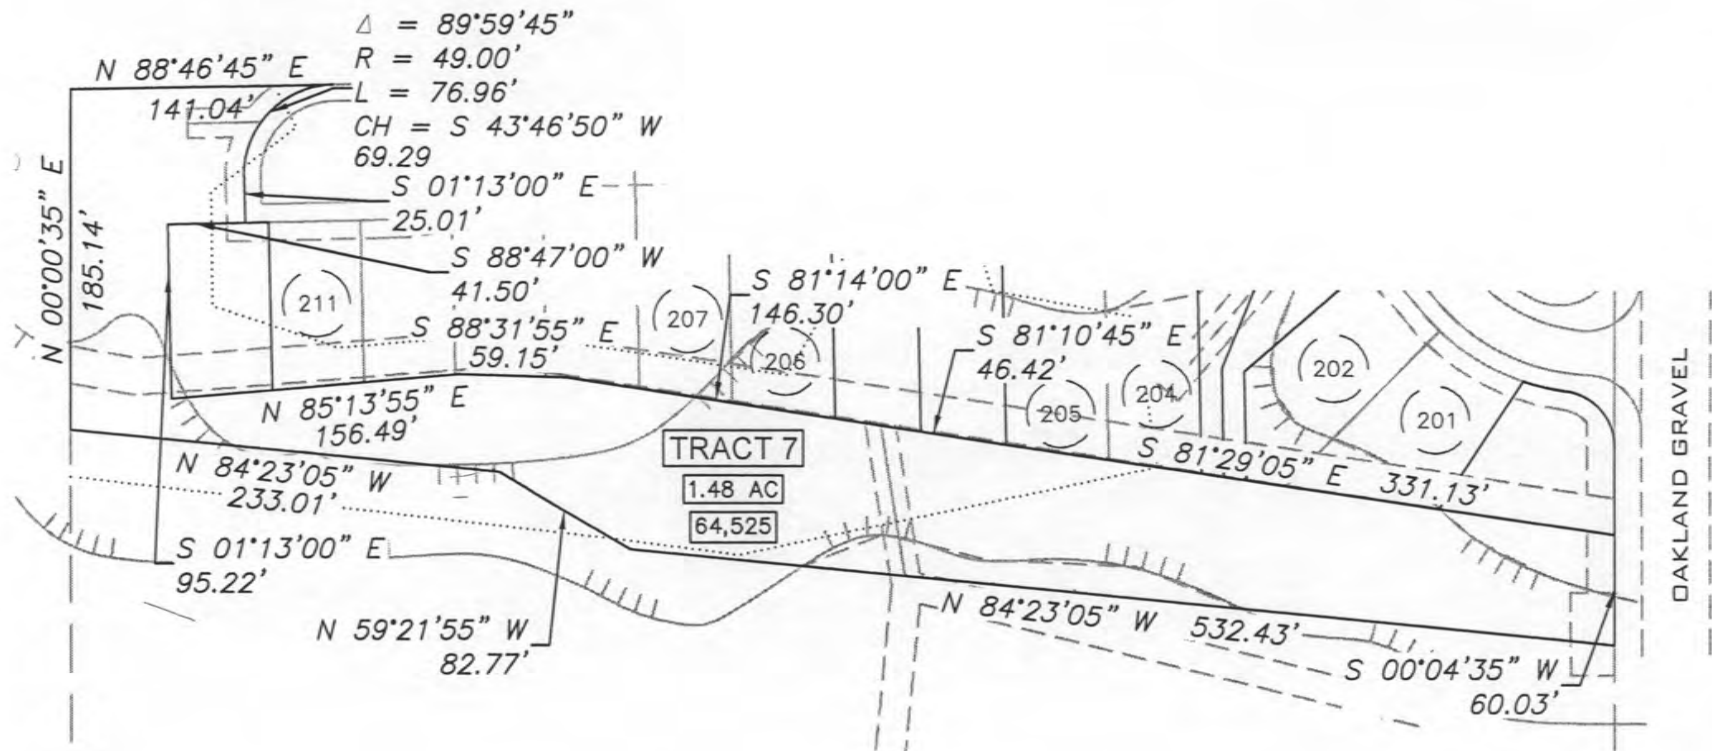 Δ = 89°59'45"
R = 49.00'
L = 76.96'
CH = S 43°46'50" W
69.29
N 88°46'45" E
141.04'
N 00°00'35" E
185.14'
S 01°13'00" E
25.01'
S 88°47'00" W
41.50'
211
S 88°31'55" E
59.15'
207
S 81°14'00" E
146.30'
206
S 81°10'45" E
46.42'
205
204
202
201
N 85°13'55" E
156.49'
TRACT 7
1.48 AC
64,525
S 81°29'05" E 331.13'
OAKLAND GRAVEL
N 84°23'05" W
233.01'
S 01°13'00" E
95.22'
N 59°21'55" W
82.77'
N 84°23'05" W 532.43'
S 00°04'35" W
60.03'